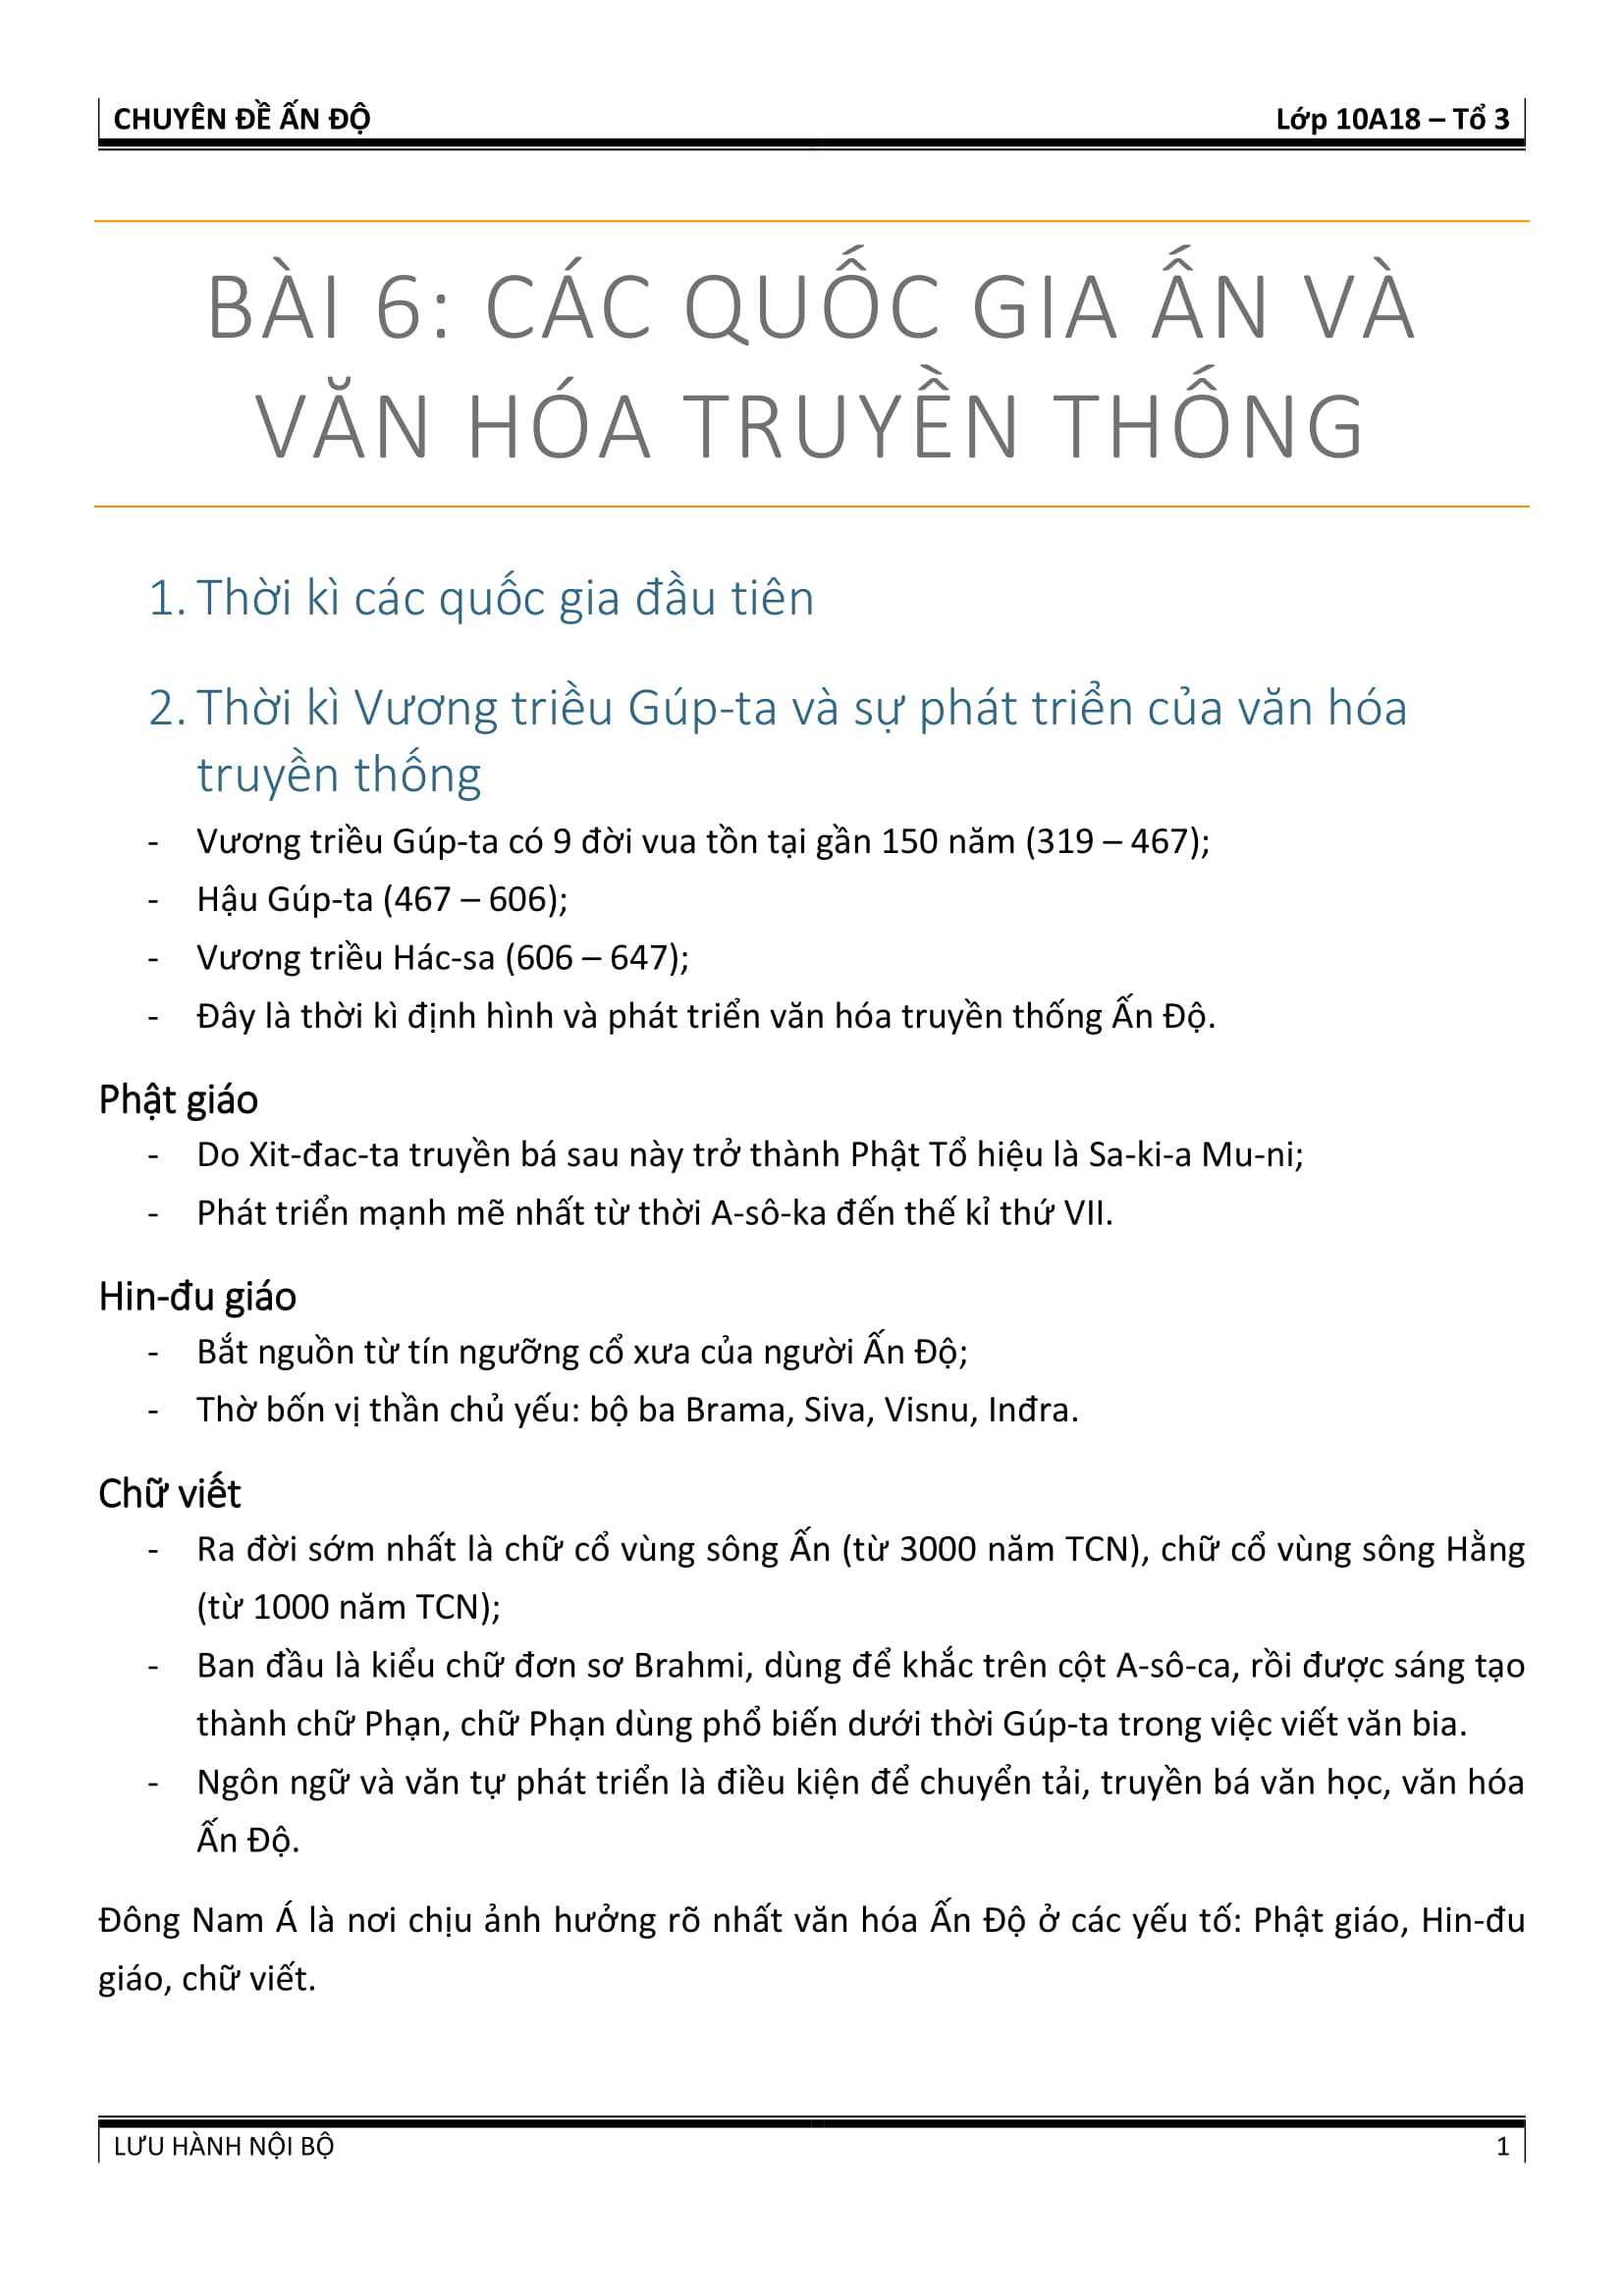 CHUYÊN ĐỀ ẤN ĐỘ
Lớp 10A18 – Tổ 3
BÀI 6: CÁC QUỐC GIA ẤN VÀ
VĂN HÓA TRUYỀN THỐNG
1. Thời kì các quốc gia đầu tiên
2. Thời kì Vương triều Gúp-ta và sự phát triển của văn hóa
truyền thống
- Vương triều Gúp-ta có 9 đời vua tồn tại gần 150 năm (319 – 467);
- Hậu Gúp-ta (467 – 606);
- Vương triều Hác-sa (606 – 647);
- Đây là thời kì định hình và phát triển văn hóa truyền thống Ấn Độ.
Phật giáo
- Do Xit-đac-ta truyền bá sau này trở thành Phật Tổ hiệu là Sa-ki-a Mu-ni;
- Phát triển mạnh mẽ nhất từ thời A-sô-ka đến thế kỉ thứ VII.
Hin-đu giáo
- Bắt nguồn từ tín ngưỡng cổ xưa của người Ấn Độ;
- Thờ bốn vị thần chủ yếu: bộ ba Brama, Siva, Visnu, Inđra.
Chữ viết
- Ra đời sớm nhất là chữ cổ vùng sông Ấn (từ 3000 năm TCN), chữ cổ vùng sông Hằng
(từ 1000 năm TCN);
- Ban đầu là kiểu chữ đơn sơ Brahmi, dùng để khắc trên cột A-sô-ca, rồi được sáng tạo
thành chữ Phạn, chữ Phạn dùng phổ biến dưới thời Gúp-ta trong việc viết văn bia.
- Ngôn ngữ và văn tự phát triển là điều kiện để chuyển tải, truyền bá văn học, văn hóa
Ấn Độ.
Đông Nam Á là nơi chịu ảnh hưởng rõ nhất văn hóa Ấn Độ ở các yếu tố: Phật giáo, Hin-đu
giáo, chữ viết.
LƯU HÀNH NỘI BỘ
1